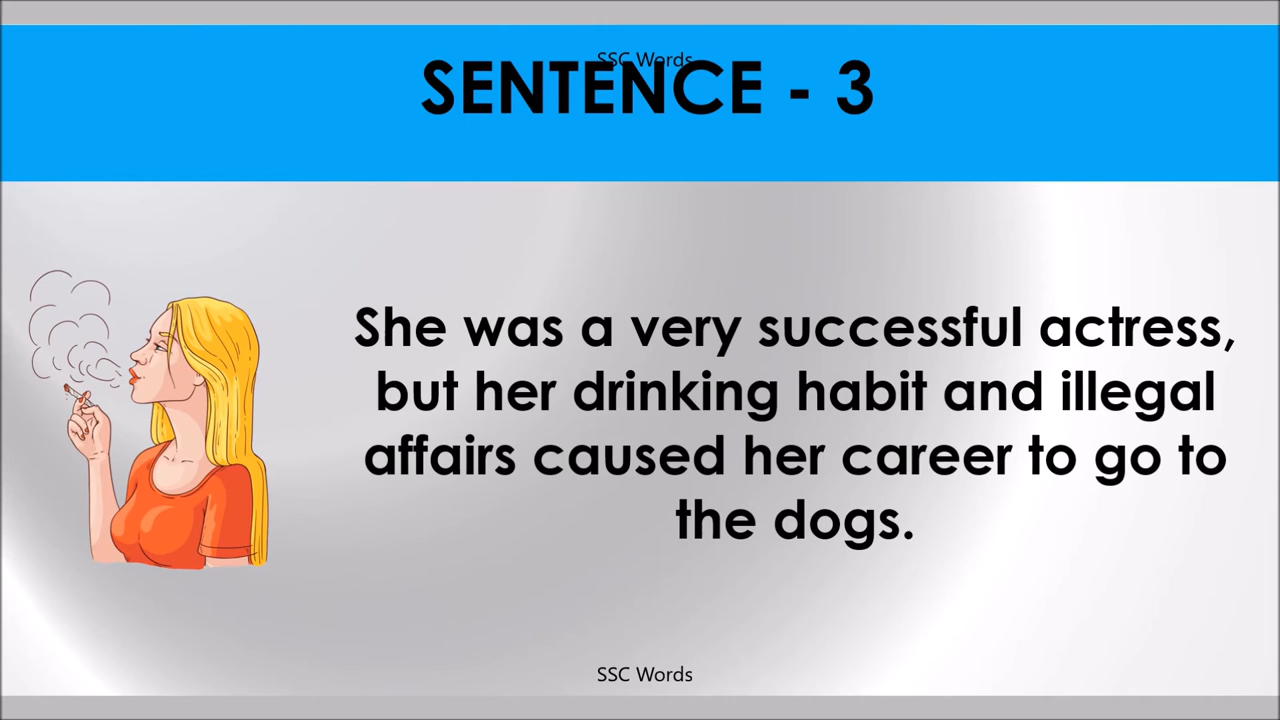 SSC Words
SENTENCE - 3
She was a very successful actress,
but her drinking habit and illegal
affairs caused her career to go to
the dogs.
SSC Words